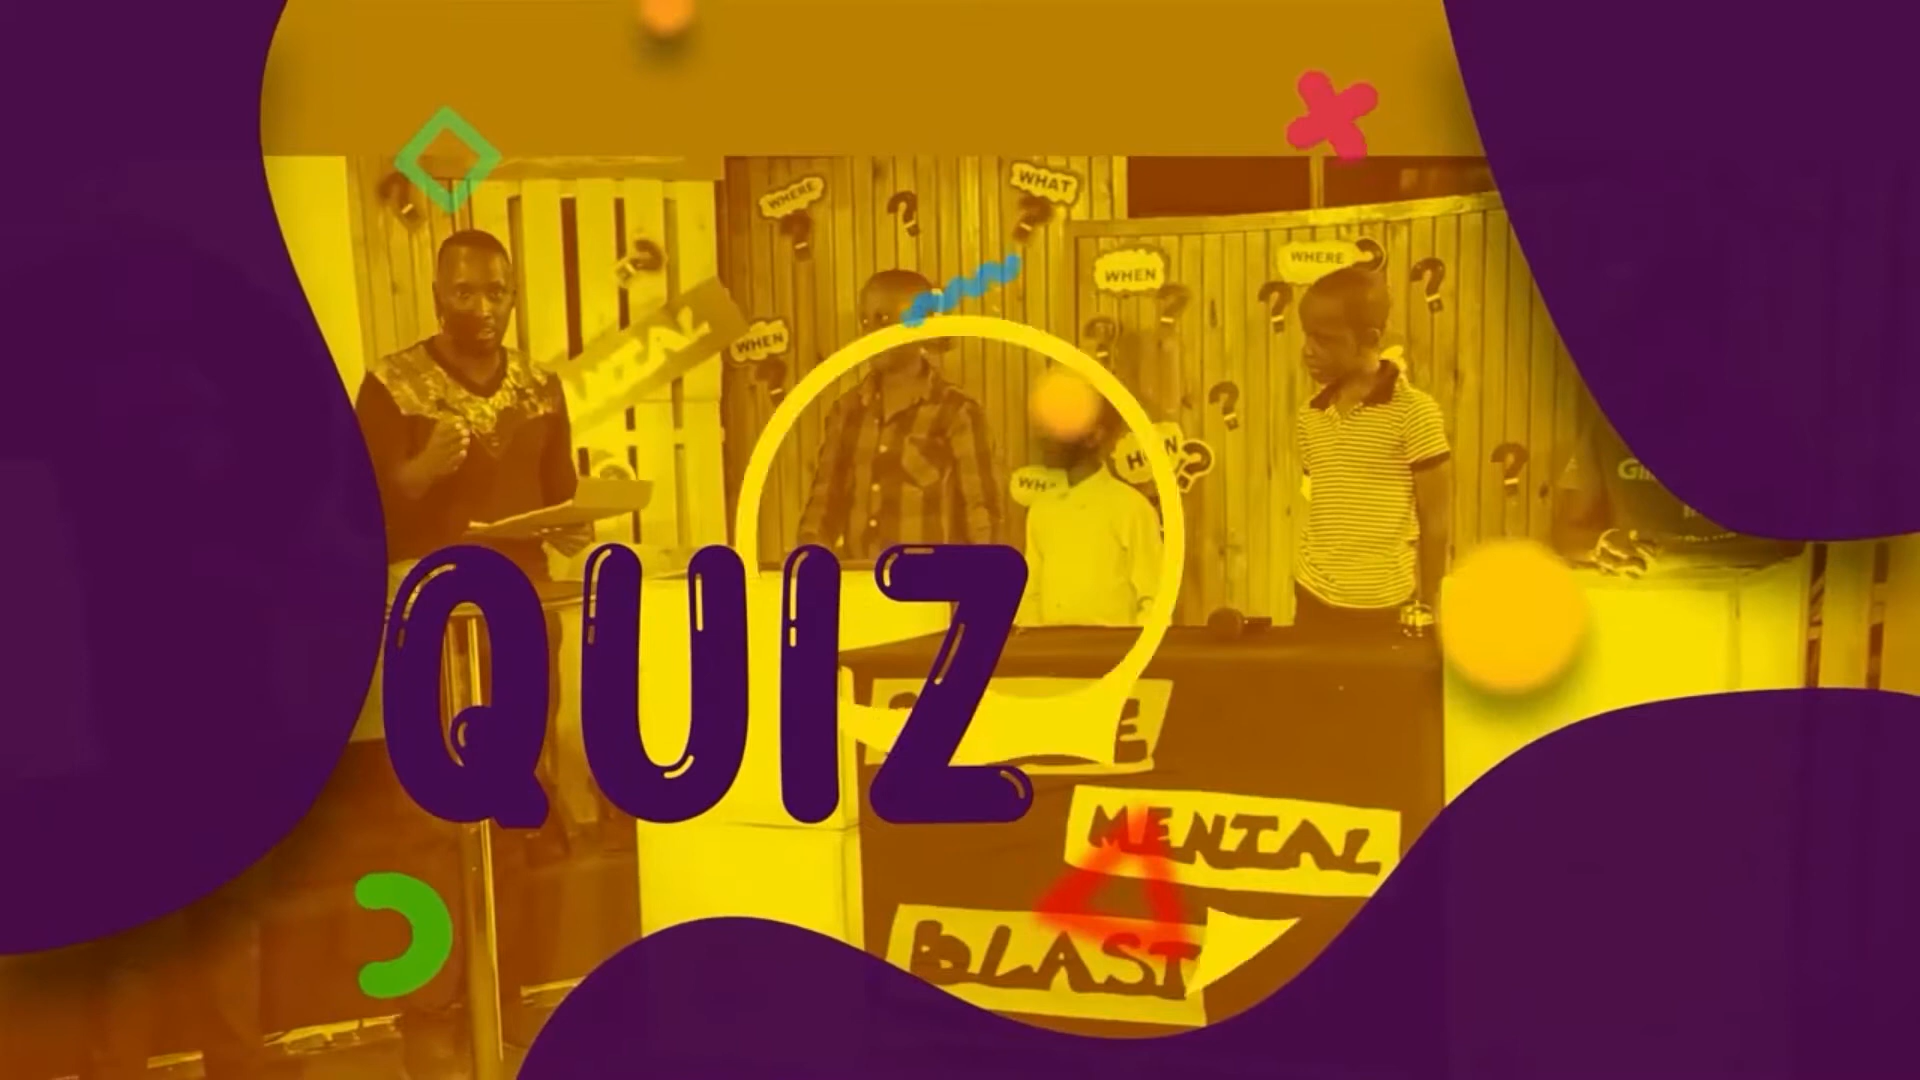 WHERE
WHAT
WHEN
WHERE
WHEN
QUIZ
MENTAL
BLAST